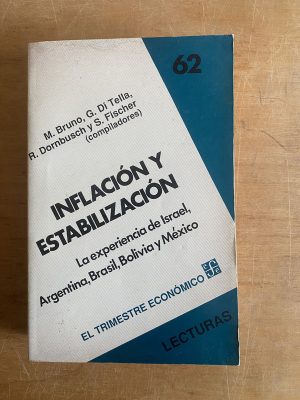 62
M. Bruno, G. Di Tella,
R. Dornbusch y S. Fischer
(compiladores)
INFLACIÓN Y
ESTABILIZACIÓN
La experiencia de Israel,
Argentina, Brasil, Bolivia y México
EL TRIMESTRE ECONÓMICO
LECTURAS